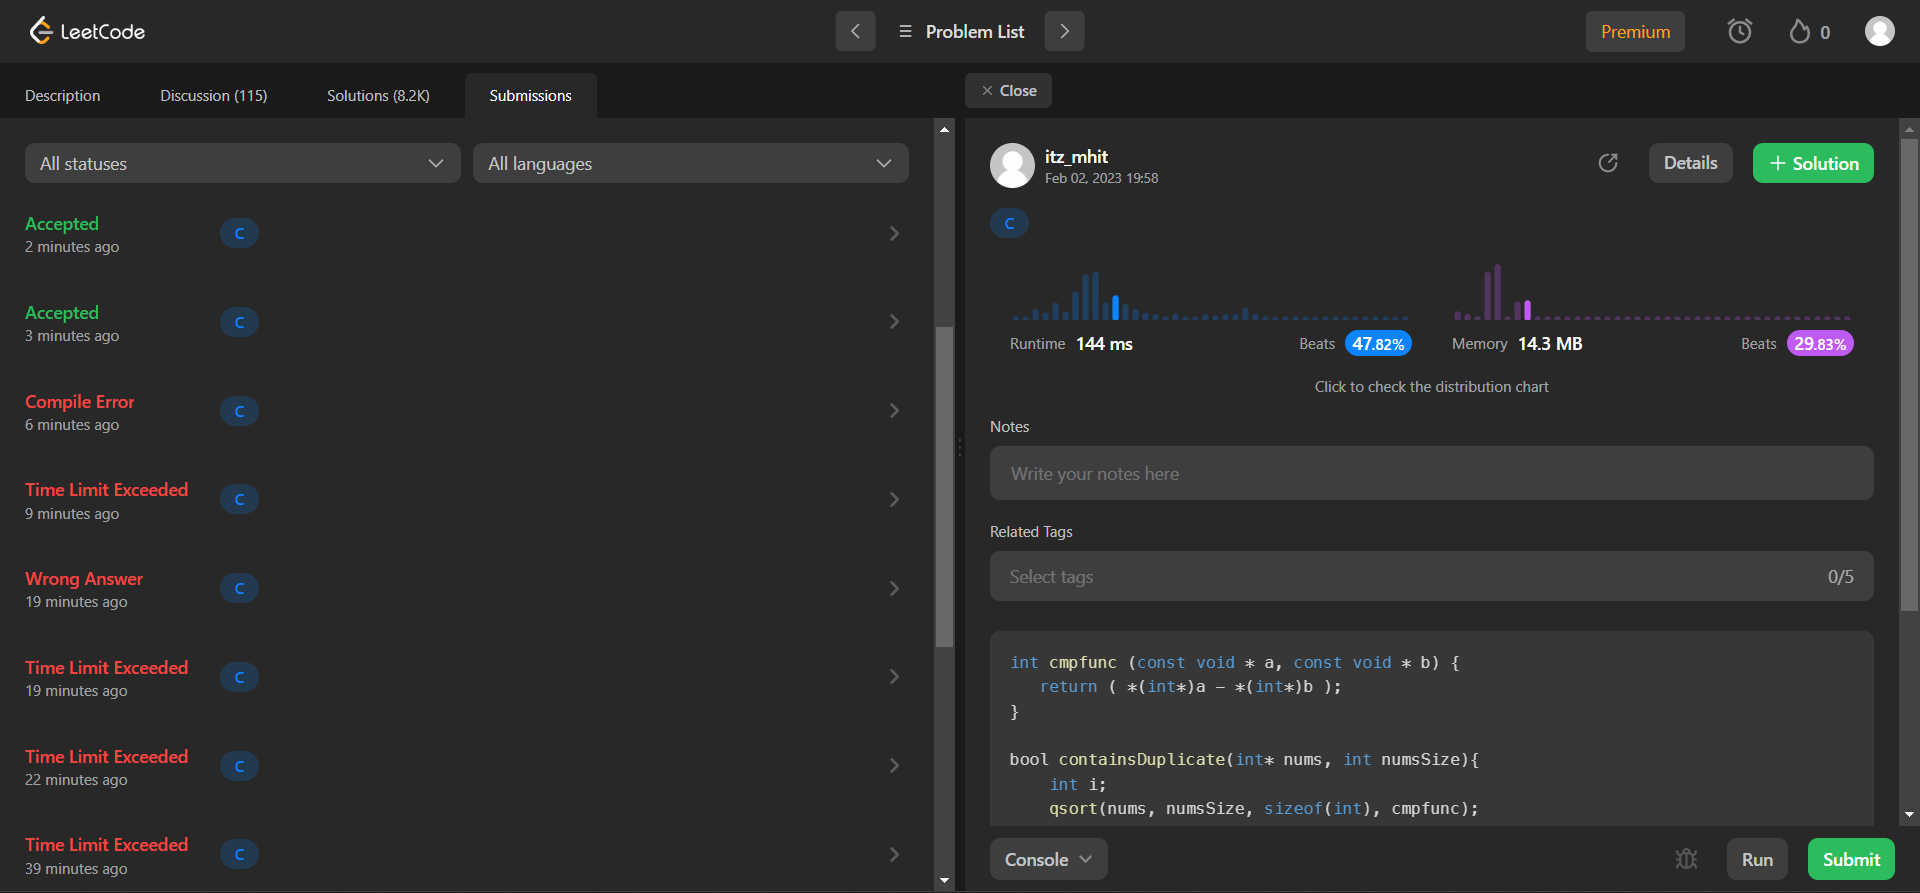 LeetCode
Problem List
Premium
0
Description
Discussion (115)
Solutions (8.2K)
Submissions
Close
All statuses
All languages
Accepted
2 minutes ago
C
Accepted
3 minutes ago
C
Compile Error
6 minutes ago
C
Time Limit Exceeded
9 minutes ago
C
Wrong Answer
19 minutes ago
C
Time Limit Exceeded
19 minutes ago
C
Time Limit Exceeded
22 minutes ago
C
Time Limit Exceeded
39 minutes ago
C
itz_mhit
Feb 02, 2023 19:58
Details
+ Solution
C
Runtime 144 ms
Beats 47.82%
Memory 14.3 MB
Beats 29.83%
Click to check the distribution chart
Notes
Write your notes here
Related Tags
Select tags
0/5
int cmpfunc (const void * a, const void * b) {
return ( *(int*)a - *(int*)b );
}
bool containsDuplicate(int* nums, int numsSize){
int i;
qsort(nums, numsSize, sizeof(int), cmpfunc);
Console
Run
Submit